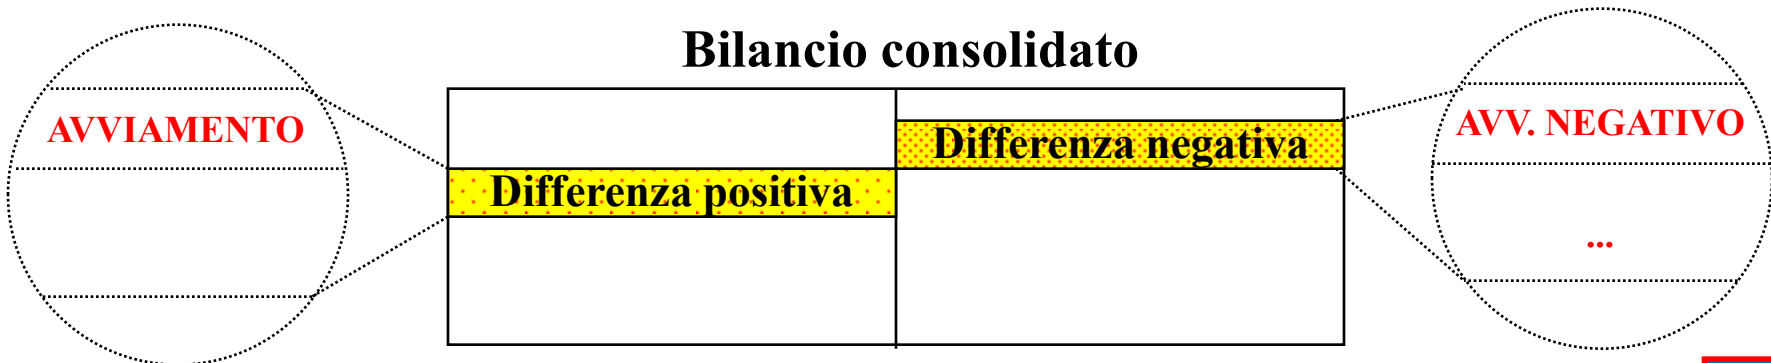 Bilancio consolidato
AVVIAMENTO
Differenza positiva
Differenza negativa
AVV. NEGATIVO
...